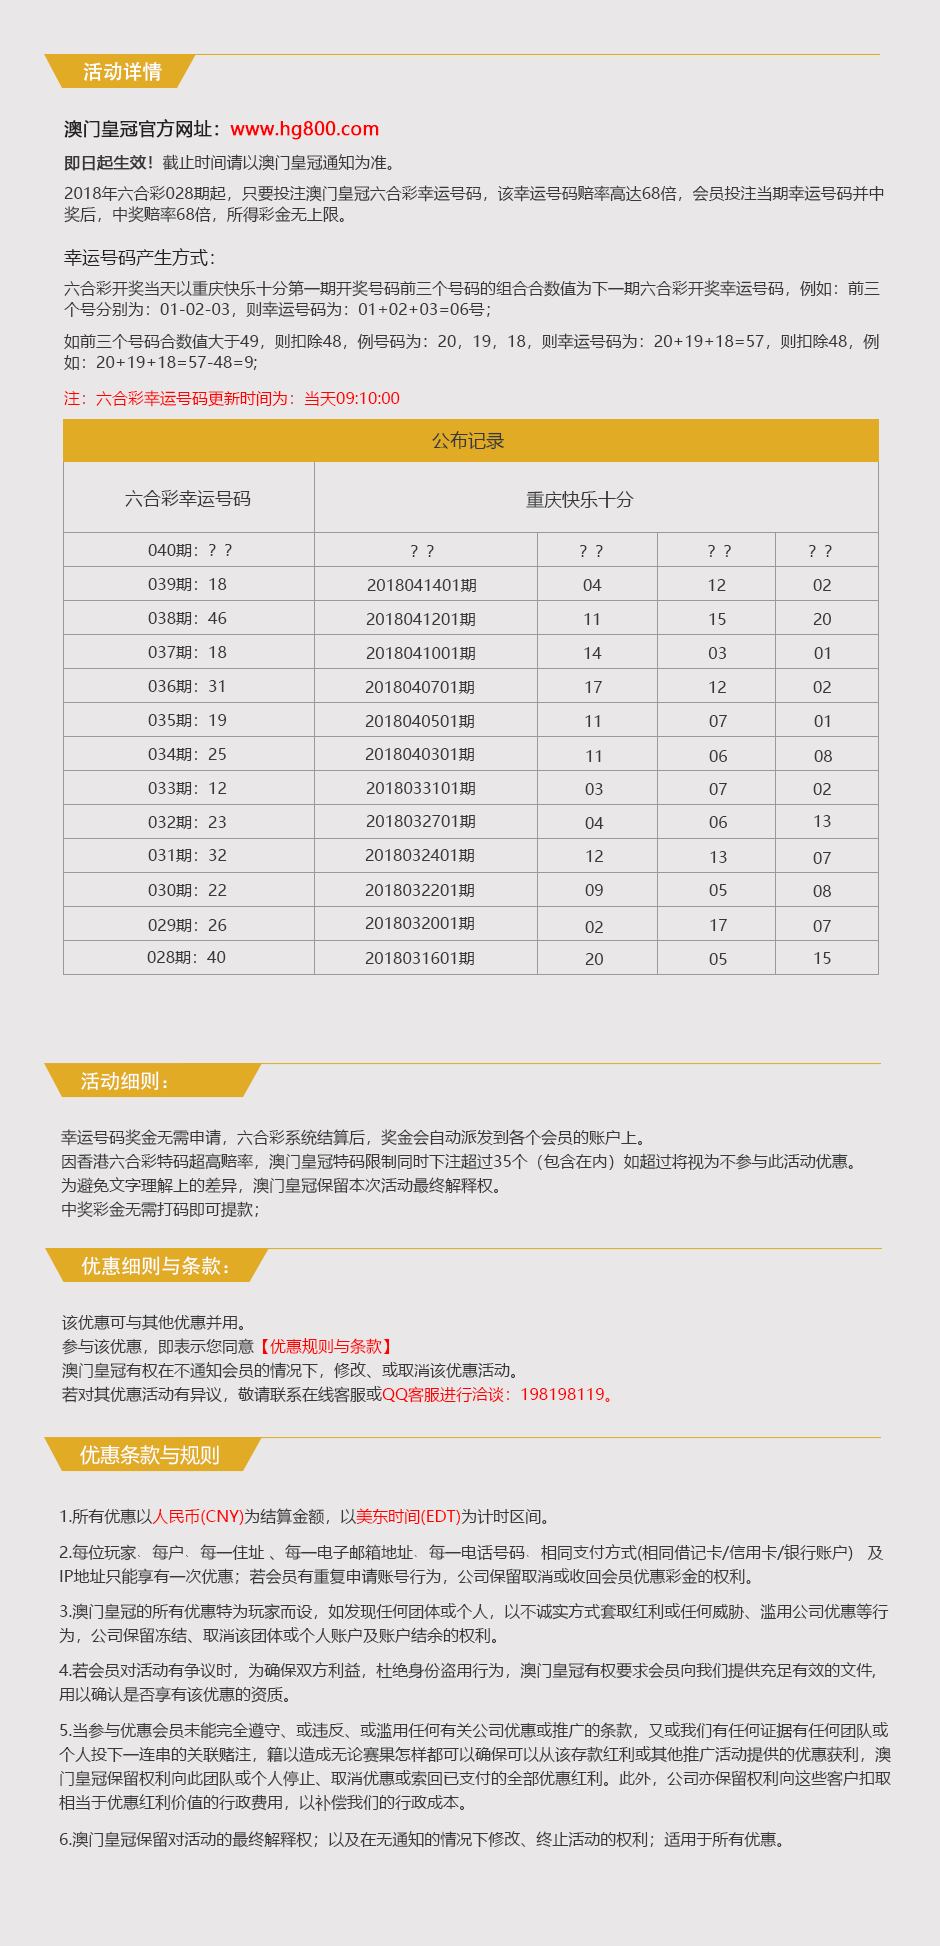 活动详情
澳门皇冠官方网址：www.hg800.com
即日起生效！截止时间请以澳门皇冠通知为准。
2018年六合彩028期起，只要投注澳门皇冠六合彩幸运号码，该幸运号码赔率高达68倍，会员投注当期幸运号码并中
奖后，中奖赔率68倍，所得彩金无上限。
幸运号码产生方式：
六合彩开奖当天以重庆快乐十分第一期开奖号码前三个号码的组合合数值为下一期六合彩开奖幸运号码，例如：前三
个号分别为：01-02-03，则幸运号码为：01+02+03=06号；
如前三个号码合数值大于49，则扣除48，例号码为：20，19，18，则幸运号码为：20+19+18=57，则扣除48，例
如：20+19+18=57-48=9;
注：六合彩幸运号码更新时间为：当天09:10:00
公布记录
六合彩幸运号码 重庆快乐十分
040期：？？ ？？ ？？ ？？ ？？
039期：18 2018041401期 04 12 02
038期：46 2018041201期 11 15 20
037期：18 2018041001期 14 03 01
036期：31 2018040701期 17 12 02
035期：19 2018040501期 11 07 01
034期：25 2018040301期 11 06 08
033期：12 2018033101期 03 07 02
032期：23 2018032701期 04 06 13
031期：32 2018032401期 12 13 07
030期：22 2018032201期 09 05 08
029期：26 2018032001期 02 17 07
028期：40 2018031601期 20 05 15
活动细则：
幸运号码奖金无需申请，六合彩系统结算后，奖金会自动派发到各个会员的账户上。
因香港六合彩特码超高赔率，澳门皇冠特码限制同时下注超过35个（包含在内）如超过将视为不参与此活动优惠。
为避免文字理解上的差异，澳门皇冠保留本次活动最终解释权。
中奖彩金无需打码即可提款；
优惠细则与条款：
该优惠可与其他优惠并用。
参与该优惠，即表示您同意【优惠规则与条款】
澳门皇冠有权在不通知会员的情况下，修改、或取消该优惠活动。
若对其优惠活动有异议，敬请联系在线客服或QQ客服进行洽谈：198198119。
优惠条款与规则
1.所有优惠以人民币(CNY)为结算金额，以美东时间(EDT)为计时区间。
2.每位玩家、每户、每一住址 、每一电子邮箱地址、每一电话号码、相同支付方式(相同借记卡/信用卡/银行账户) 及
IP地址只能享有一次优惠；若会员有重复申请账号行为，公司保留取消或收回会员优惠彩金的权利。
3.澳门皇冠的所有优惠特为玩家而设，如发现任何团体或个人，以不诚实方式套取红利或任何威胁、滥用公司优惠等行
为，公司保留冻结、取消该团体或个人账户及账户结余的权利。
4.若会员对活动有争议时，为确保双方利益，杜绝身份盗用行为，澳门皇冠有权要求会员向我们提供充足有效的文件,
用以确认是否享有该优惠的资质。
5.当参与优惠会员未能完全遵守、或违反、或滥用任何有关公司优惠或推广的条款，又或我们有任何证据有任何团队或
个人投下一连串的关联赌注，籍以造成无论赛果怎样都可以确保可以从该存款红利或其他推广活动提供的优惠获利，澳
门皇冠保留权利向此团队或个人停止、取消优惠或索回已支付的全部优惠红利。此外，公司亦保留权利向这些客户扣取
相当于优惠红利价值的行政费用，以补偿我们的行政成本。
6.澳门皇冠保留对活动的最终解释权；以及在无通知的情况下修改、终止活动的权利；适用于所有优惠。